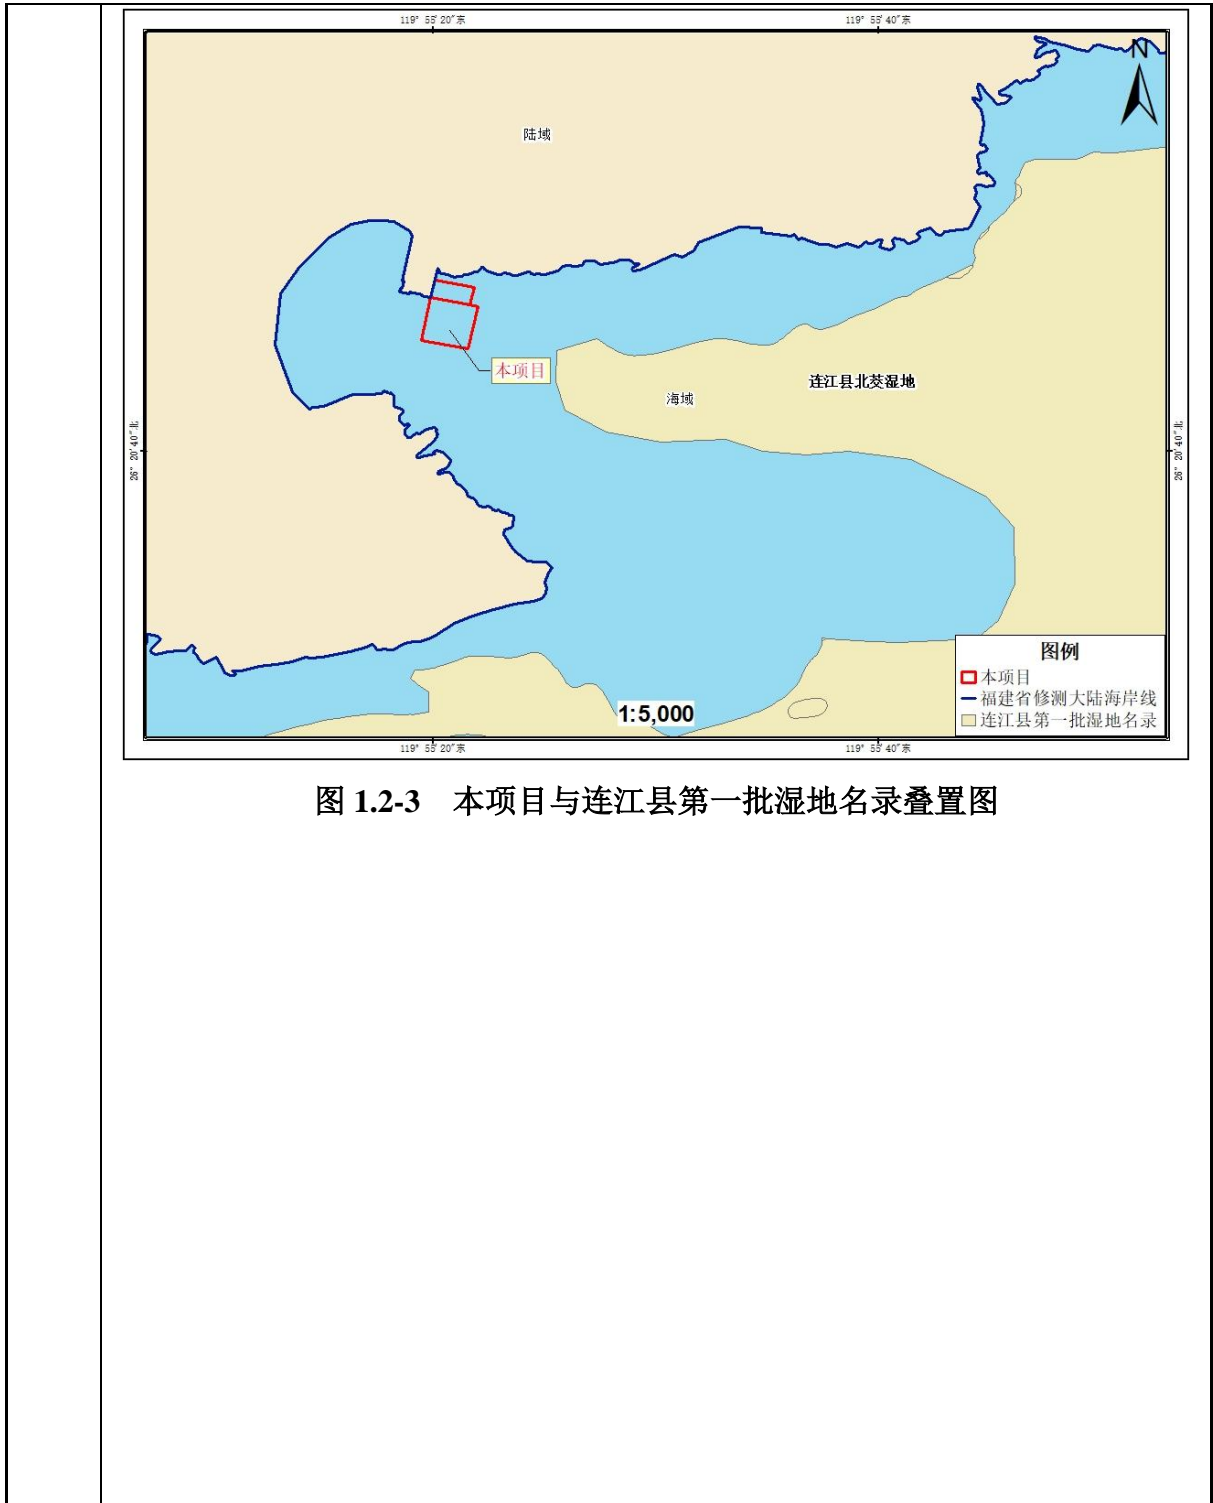 119° 55′ 20″东
119° 55′ 40″东
N
陆域
本项目
连江县北茭湿地
海域
26° 20′ 40″北
26° 20′ 40″北
图例
本项目
福建省修测大陆海岸线
连江县第一批湿地名录
1:5,000
119° 55′ 20″东
119° 55′ 40″东
图 1.2-3 本项目与连江县第一批湿地名录叠置图